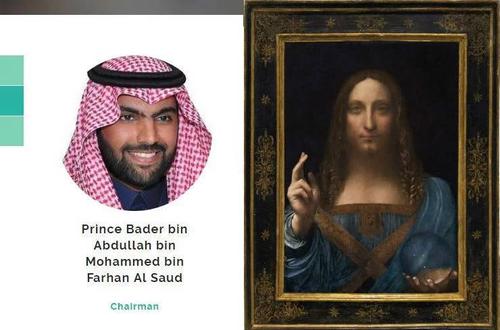 Prince Bader bin
Abdullah bin
Mohammed bin
Farhan Al Saud
Chairman